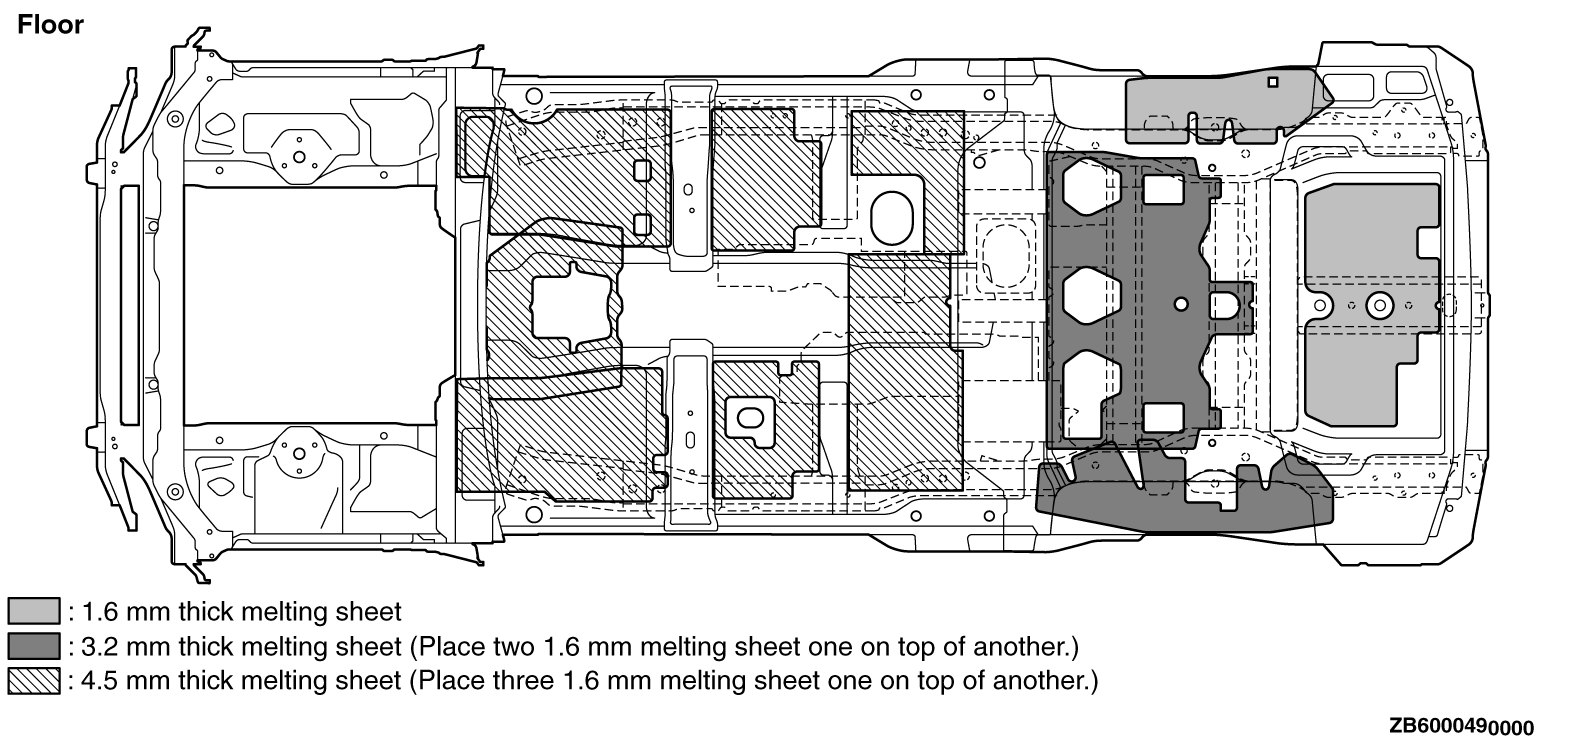 Floor
: 1.6 mm thick melting sheet
: 3.2 mm thick melting sheet (Place two 1.6 mm melting sheet one on top of another.)
: 4.5 mm thick melting sheet (Place three 1.6 mm melting sheet one on top of another.)
ZB6000490000